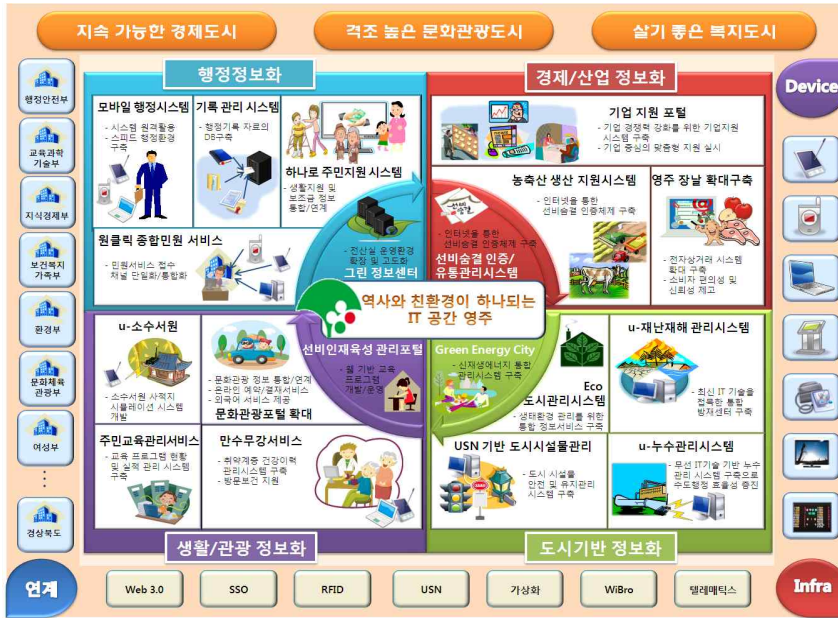 지속 가능한 경제도시
격조 높은 문화관광도시
살기 좋은 복지도시
행정안전부
교육과학
기술부
지식경제부
보건복지
가족부
환경부
문화체육
관광부
여성부
경상북도
연계
행정정보화
모바일 행정시스템
- 시스템 원격활용
- 스피드 행정환경
구축
기록 관리 시스템
- 행정기록 자료의
DB구축
하나로 주민지원 시스템
- 생활지원 및
보조금 정보
통합/연계
원클릭 종합민원 서비스
- 민원서비스 접수
채널 단일화/통합화
- 전산실 운영환경
확장 및 고도화
그린 정보센터
경제/산업 정보화
기업 지원 포털
- 기업 경쟁력 강화를 위한 기업지원
시스템 구축
- 기업 중심의 맞춤형 지원 실시
농축산 생산 지원시스템
- 인터넷을 통한
선비숨결 인증체제 구축
영주 장날 확대구축
- 전자상거래 시스템
확대 구축
- 소비자 편의성 및
신뢰성 제고
- 인터넷을 통한
선비숨결 인증체제 구축
선비숨결 인증/
유통관리시스템
역사와 친환경이 하나되는
IT 공간 영주
u-소수서원
- 소수서원 사적지
시뮬레이션 시스템
개발
- 문화관광 정보 통합/연계
- 온라인 예약/결재서비스
- 외국어 서비스 제공
문화관광포털 확대
선비인재육성 관리포털
- 웹 기반 교육
프로그램
개발/운영
주민교육관리서비스
- 교육 프로그램 현황
및 실적 관리 시스템
구축
만수무강서비스
- 취약계층 건강이력
관리시스템 구축
- 방문보건 지원
생활/관광 정보화
Green Energy City
- 신재생에너지 통합
관리시스템 구축
Eco
도시관리시스템
- 생태환경 관리를 위한
통합 정보서비스 구축
u-재난재해 관리시스템
- 최신 IT 기술을
접목한 통합
방재센터 구축
USN 기반 도시시설물관리
- 도시 시설물
안전 및 유지관리
시스템 구축
u-누수관리시스템
- 무선 IT기술 기반 누수
관리 시스템 구축으로
수도행정 효율성 증진
도시기반 정보화
Device
Infra
Web 3.0
SSO
RFID
USN
가상화
WiBro
텔레매틱스